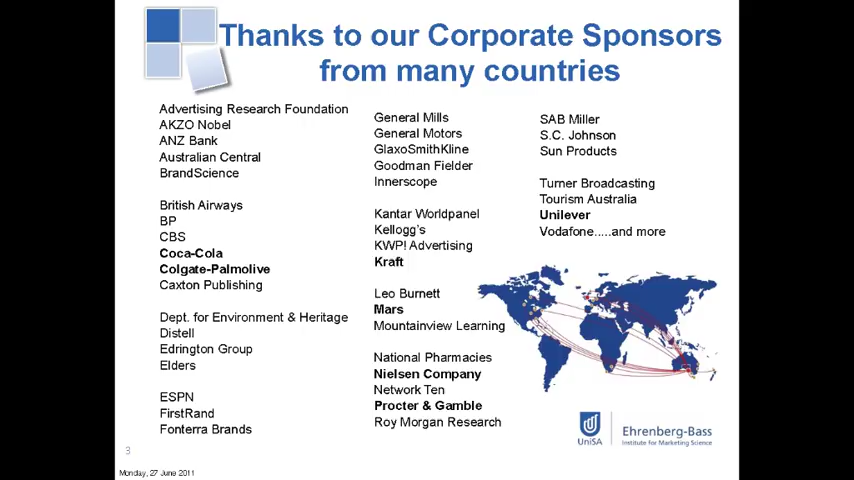 Thanks to our Corporate Sponsors
from many countries
Advertising Research Foundation
AKZO Nobel
ANZ Bank
Australian Central
BrandScience
British Airways
BP
CBS
Coca-Cola
Colgate-Palmolive
Caxton Publishing
Dept. for Environment & Heritage
Distell
Edrington Group
Elders
ESPN
FirstRand
Fonterra Brands
General Mills
General Motors
GlaxoSmithKline
Goodman Fielder
Innerscope
Kantar Worldpanel
Kellogg's
KWP! Advertising
Kraft
Leo Burnett
Mars
Mountainview Learning
National Pharmacies
Nielsen Company
Network Ten
Procter & Gamble
Roy Morgan Research
SAB Miller
S.C. Johnson
Sun Products
Turner Broadcasting
Tourism Australia
Unilever
Vodafone.....and more
UniSA
Ehrenberg-Bass
Institute for Marketing Science
3
Monday, 27 June 2011